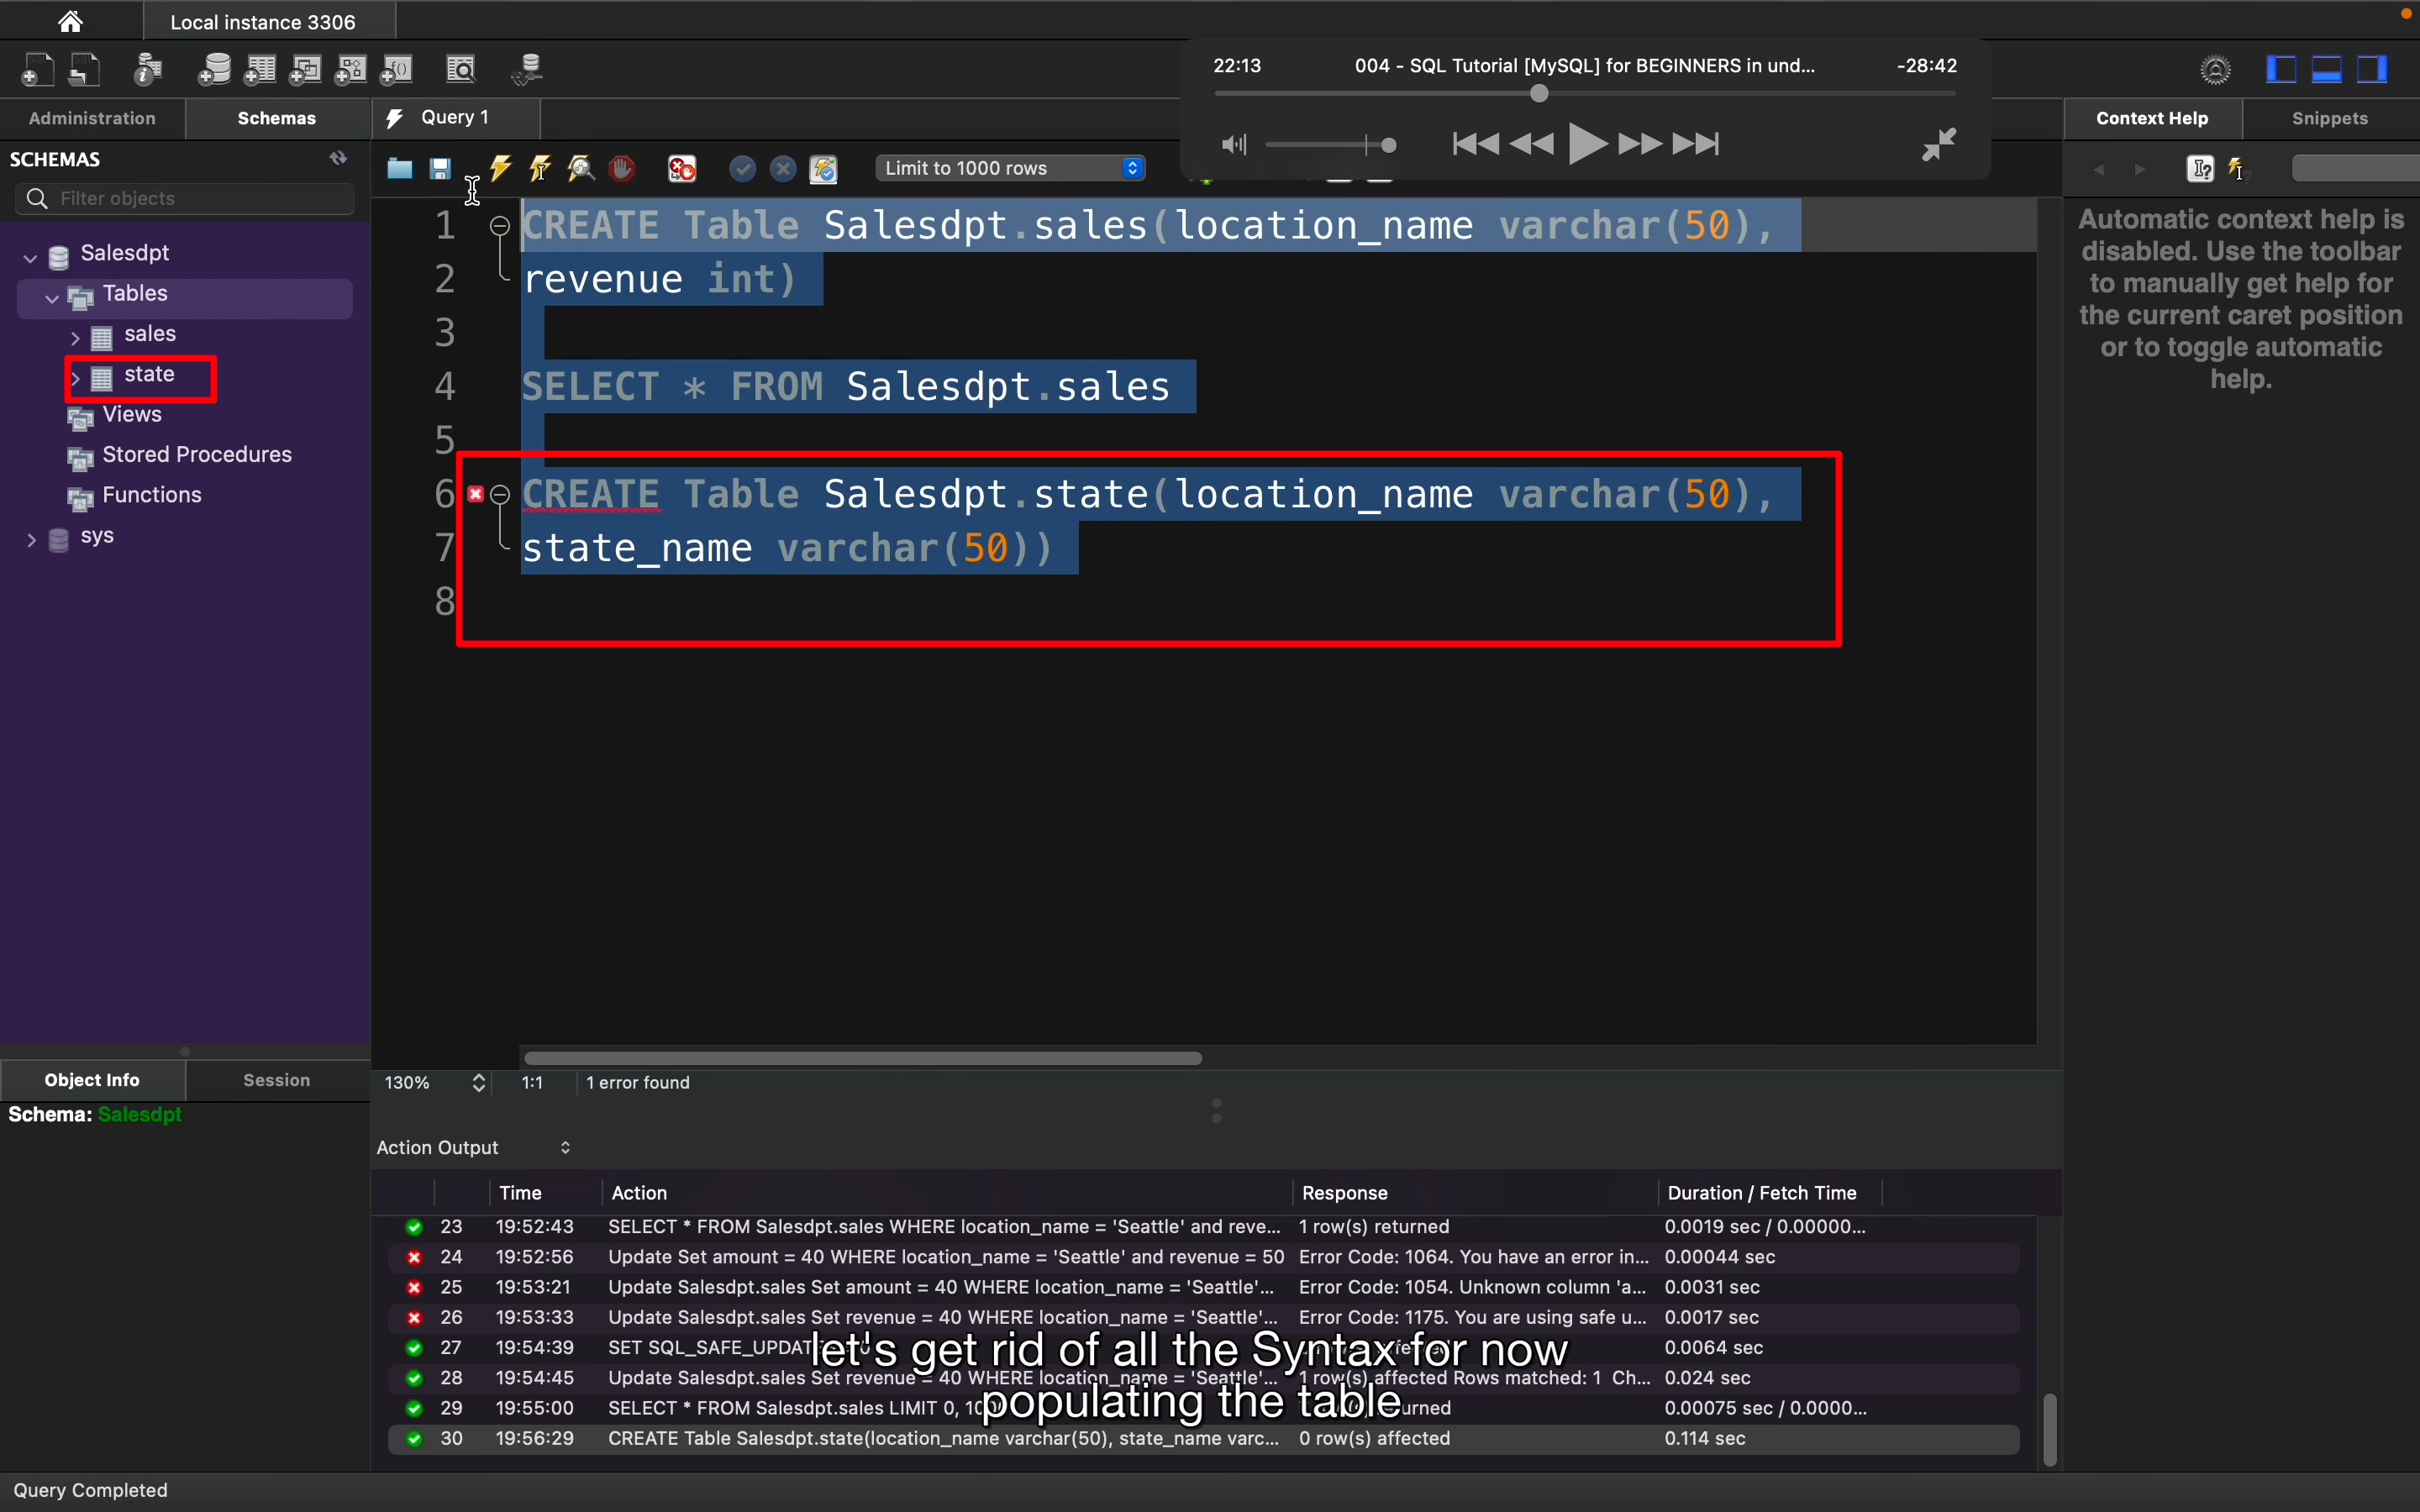 Local instance 3306
22:13 004 - SQL Tutorial [MySQL] for BEGINNERS in und... -28:42
Administration Schemas
Query 1
Context Help Snippets
SCHEMAS
Limit to 1000 rows
Filter objects
Salesdpt
Tables
sales
state
Views
Stored Procedures
Functions
sys
1 CREATE Table Salesdpt.sales(location_name varchar(50),
2 revenue int)
3
4 SELECT * FROM Salesdpt.sales
5
6 CREATE Table Salesdpt.state(location_name varchar(50),
7 state_name varchar(50))
8
Automatic context help is
disabled. Use the toolbar
to manually get help for
the current caret position
or to toggle automatic
help.
Object Info Session
Schema: Salesdpt
130% 1:1 1 error found
Action Output
Time Action Response Duration / Fetch Time
23 19:52:43 SELECT * FROM Salesdpt.sales WHERE location_name = 'Seattle' and reve... 1 row(s) returned 0.0019 sec / 0.00000...
24 19:52:56 Update Set amount = 40 WHERE location_name = 'Seattle' and revenue = 50 Error Code: 1064. You have an error in... 0.00044 sec
25 19:53:21 Update Salesdpt.sales Set amount = 40 WHERE location_name = 'Seattle'... Error Code: 1054. Unknown column 'a... 0.0031 sec
26 19:53:33 Update Salesdpt.sales Set revenue = 40 WHERE location_name = 'Seattle'... Error Code: 1175. You are using safe u... 0.0017 sec
27 19:54:39 SET 0.0064 sec
28 19:54:45 Update Salesdpt.sales Set revenue = 40 WHERE location_name = 'Seattle'... 1 row(s) affected Rows matched: 1 Ch... 0.024 sec
29 19:55:00 SELECT * FROM Salesdpt.sales LIMIT 0, 0.00075 sec / 0.0000...
30 19:56:29 CREATE Table Salesdpt.state(location_name varchar(50), state_name varc... 0 row(s) affected 0.114 sec
let's get rid of all the Syntax for now
populating the table
Query Completed